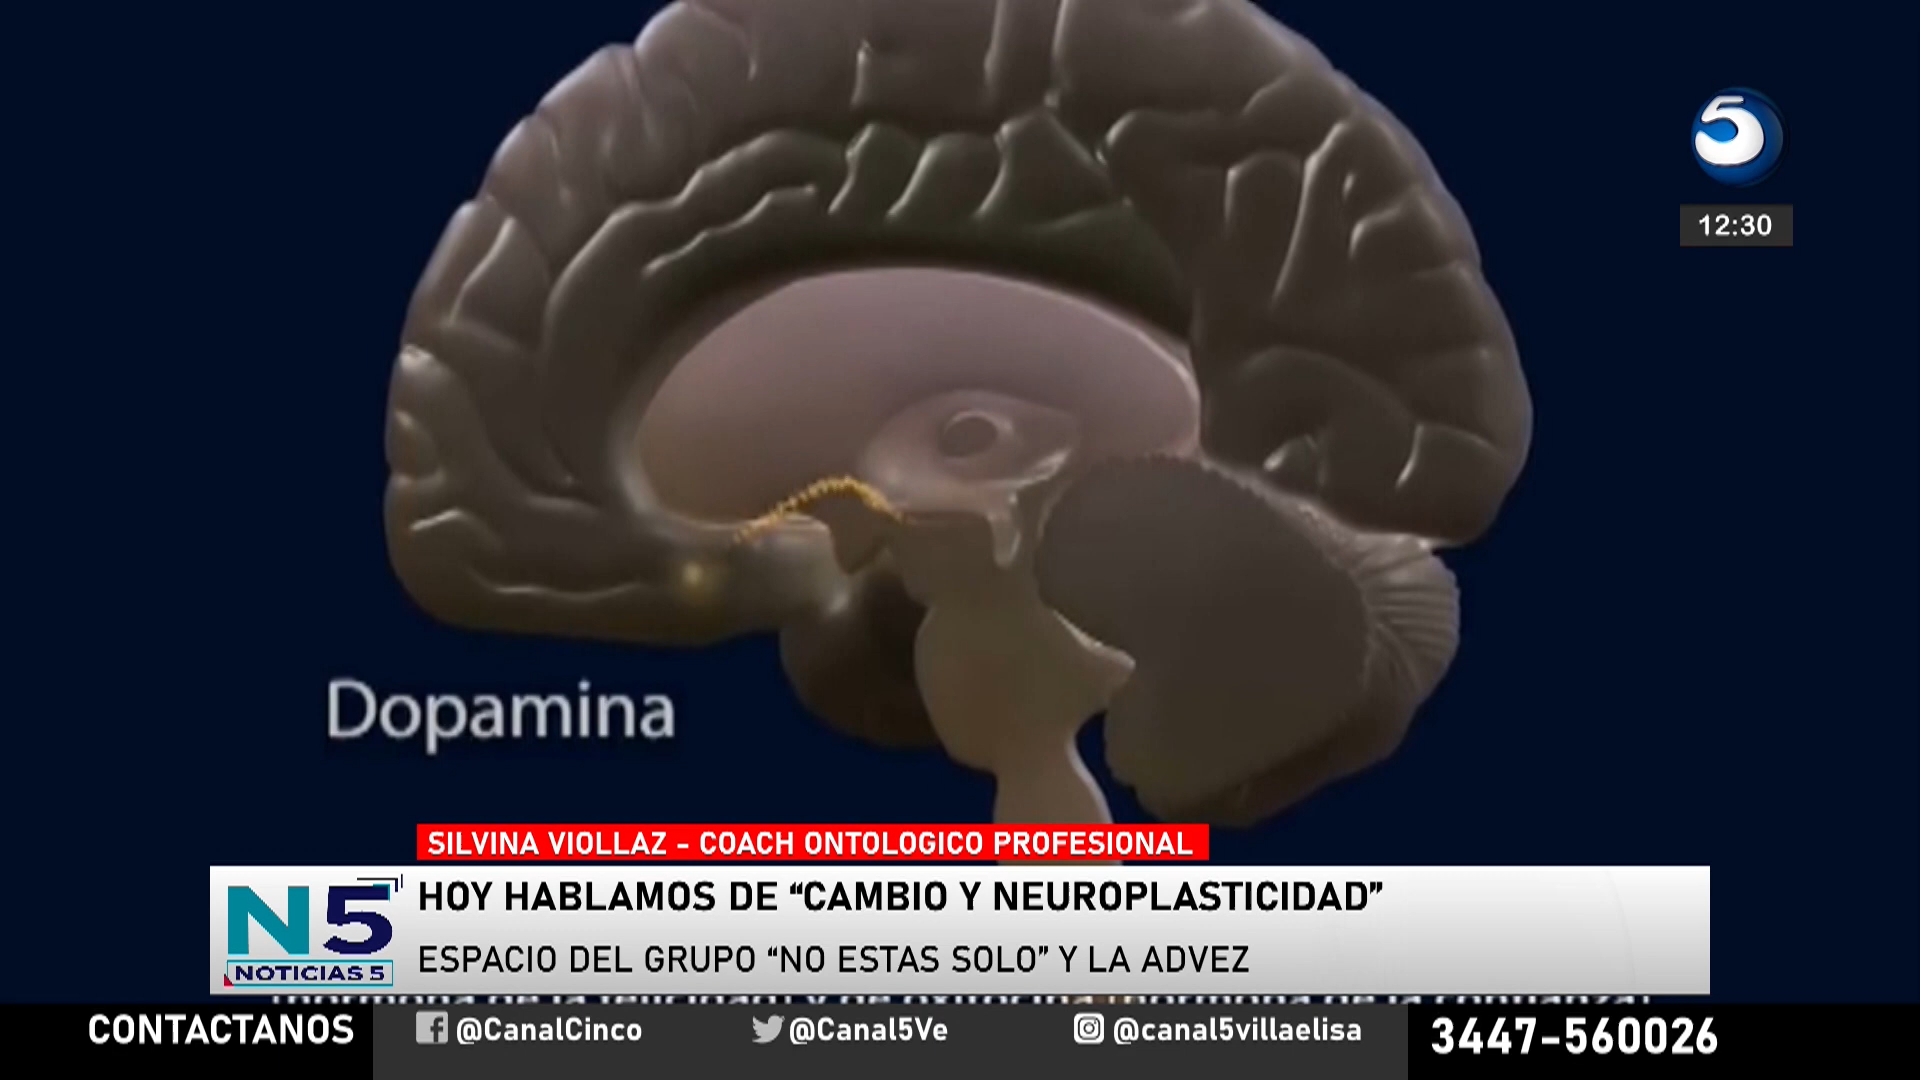 5
12:30
Dopamina
SILVINA VIOLLAZ - COACH ONTOLOGICO PROFESIONAL
N5
NOTICIAS 5
HOY HABLAMOS DE “CAMBIO Y NEUROPLASTICIDAD”
ESPACIO DEL GRUPO “NO ESTAS SOLO” Y LA ADVEZ
CONTACTANOS
@CanalCinco
@Canal5Ve
@canal5villaelisa
3447-560026